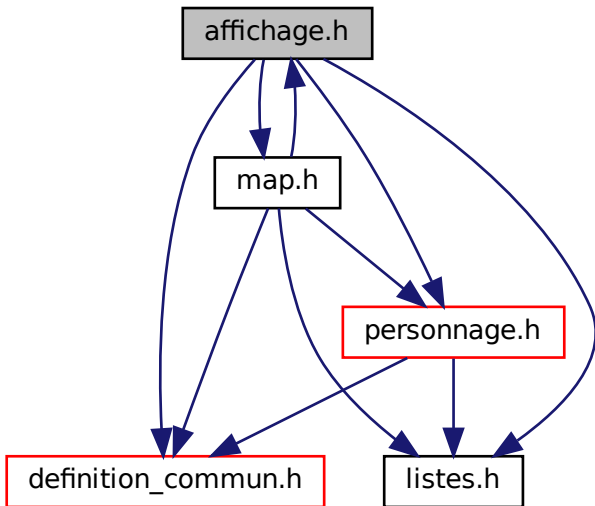 affichage.h
map.h
personnage.h
definition_commun.h
listes.h